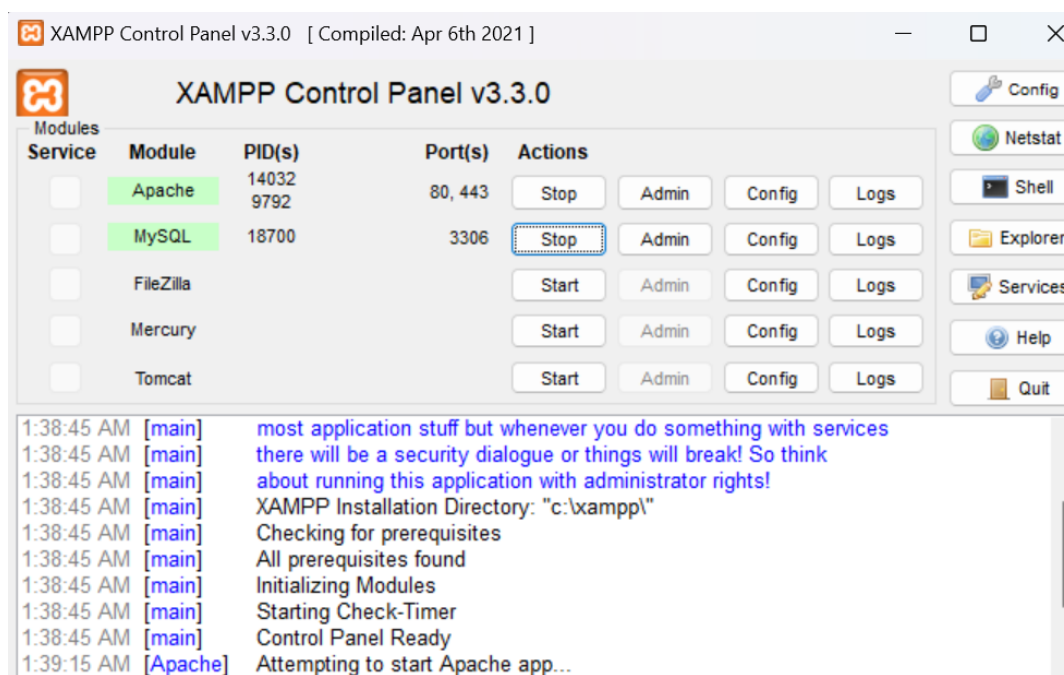 XAMPP Control Panel v3.3.0 [ Compiled: Apr 6th 2021 ]
XAMPP Control Panel v3.3.0
Config
Modules
Netstat
Service Module PID(s) Port(s) Actions
Apache 14032 9792 80, 443 Stop Admin Config Logs
Shell
MySQL 18700 3306 Stop Admin Config Logs
Explorer
FileZilla Start Admin Config Logs
Services
Mercury Start Admin Config Logs
Help
Tomcat Start Admin Config Logs
Quit
1:38:45 AM [main] most application stuff but whenever you do something with services
1:38:45 AM [main] there will be a security dialogue or things will break! So think
1:38:45 AM [main] about running this application with administrator rights!
1:38:45 AM [main] XAMPP Installation Directory: "c:\xampp\"
1:38:45 AM [main] Checking for prerequisites
1:38:45 AM [main] All prerequisites found
1:38:45 AM [main] Initializing Modules
1:38:45 AM [main] Starting Check-Timer
1:38:45 AM [main] Control Panel Ready
1:39:15 AM [Apache] Attempting to start Apache app...